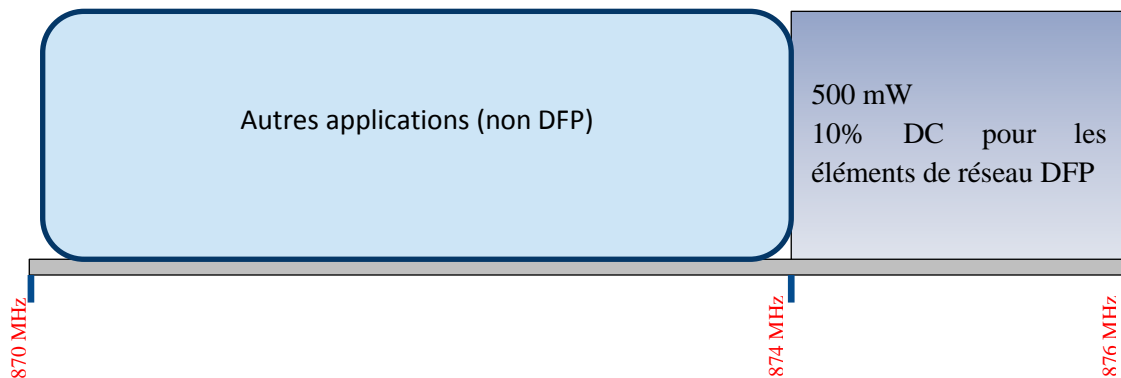 Autres applications (non DFP)
500 mW
10% DC pour les
éléments de réseau DFP
870 MHz
874 MHz
876 MHz